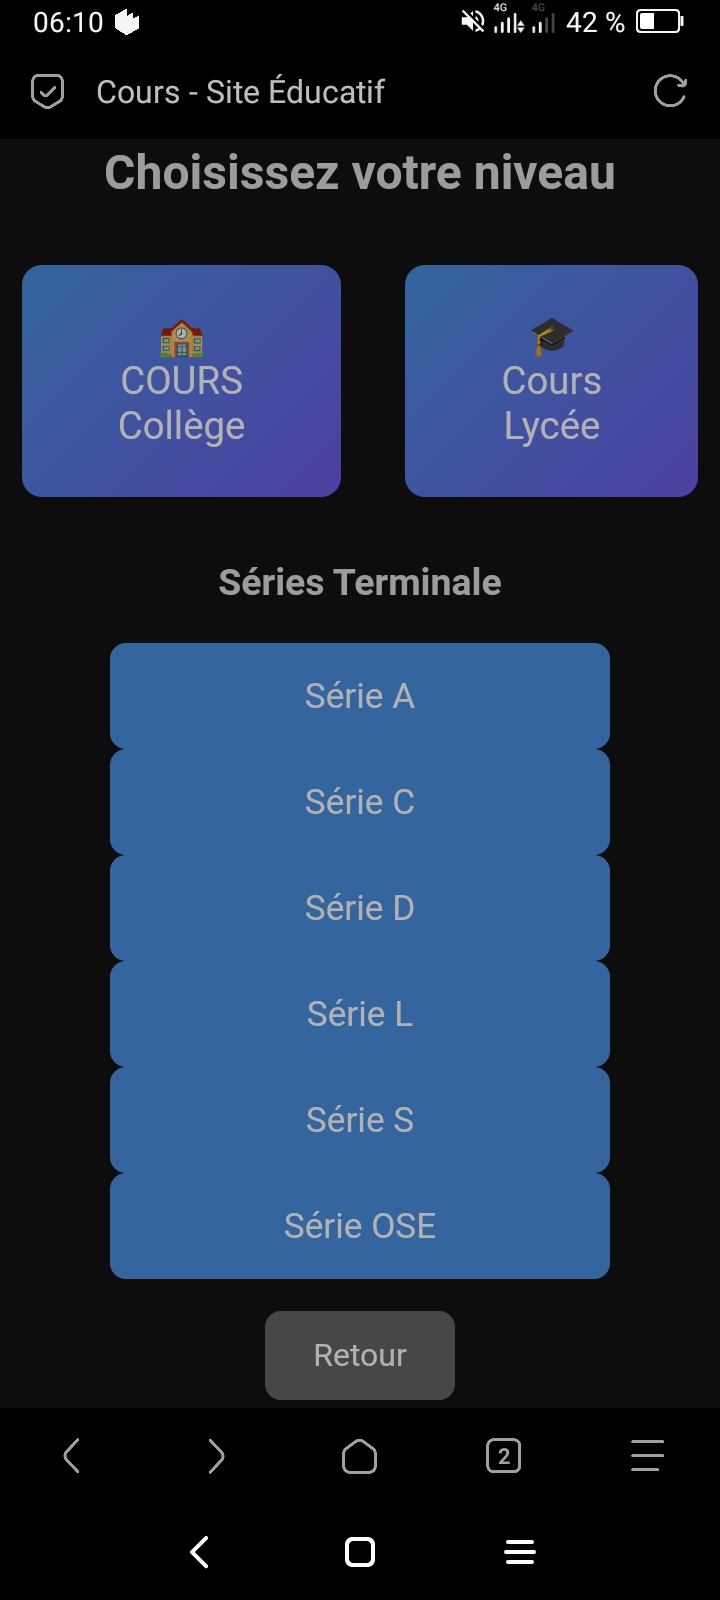 06:10
4G 4G 42 %
Cours - Site Éducatif
Choisissez votre niveau
COURS
Collège
Cours
Lycée
Séries Terminale
Série A
Série C
Série D
Série L
Série S
Série OSE
Retour
2